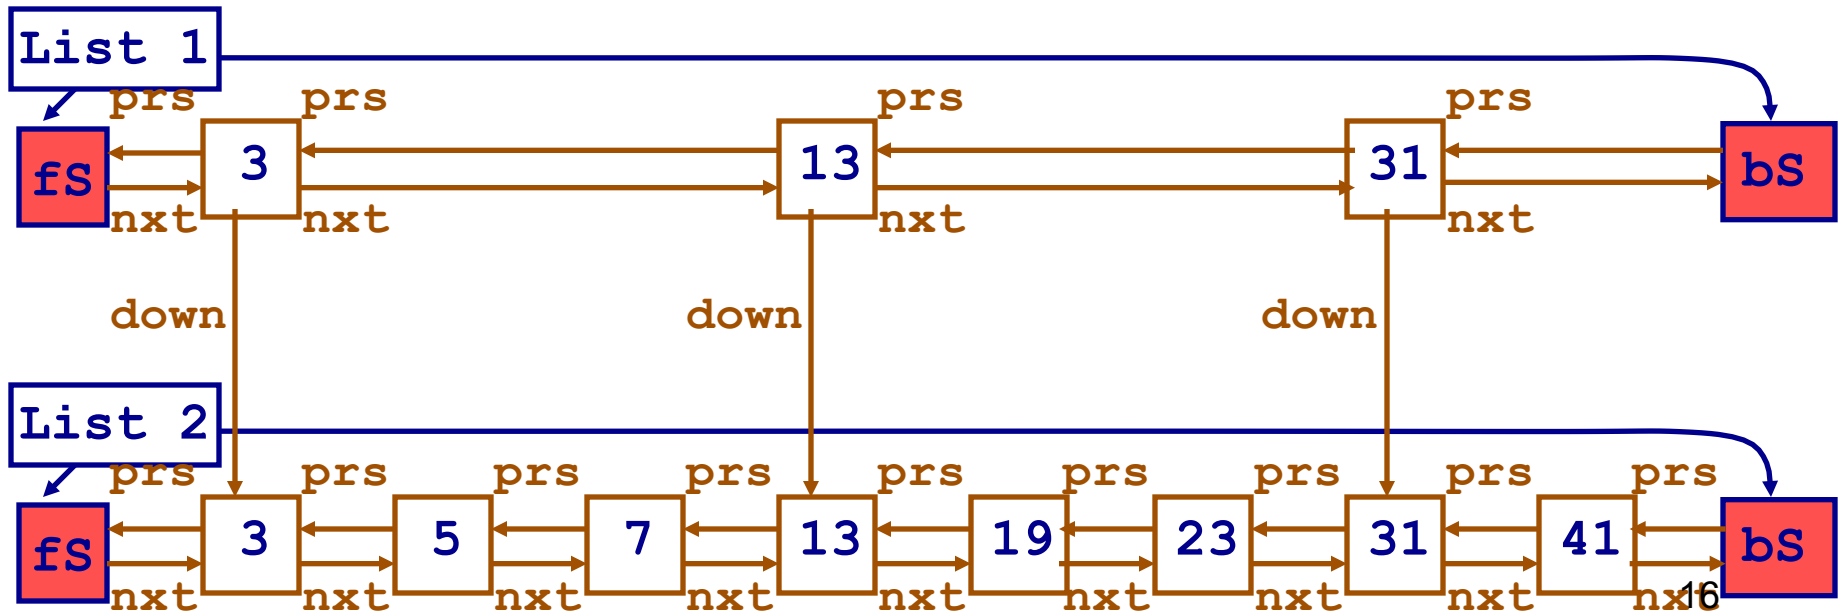 List 1
prs prs prs prs
fS 3 13 31 bS
nxt nxt nxt nxt
down down down
List 2
prs prs prs prs prs prs prs prs prs
fS 3 5 7 13 19 23 31 41 bS
nxt nxt nxt nxt nxt nxt nxt nxt nxt
16